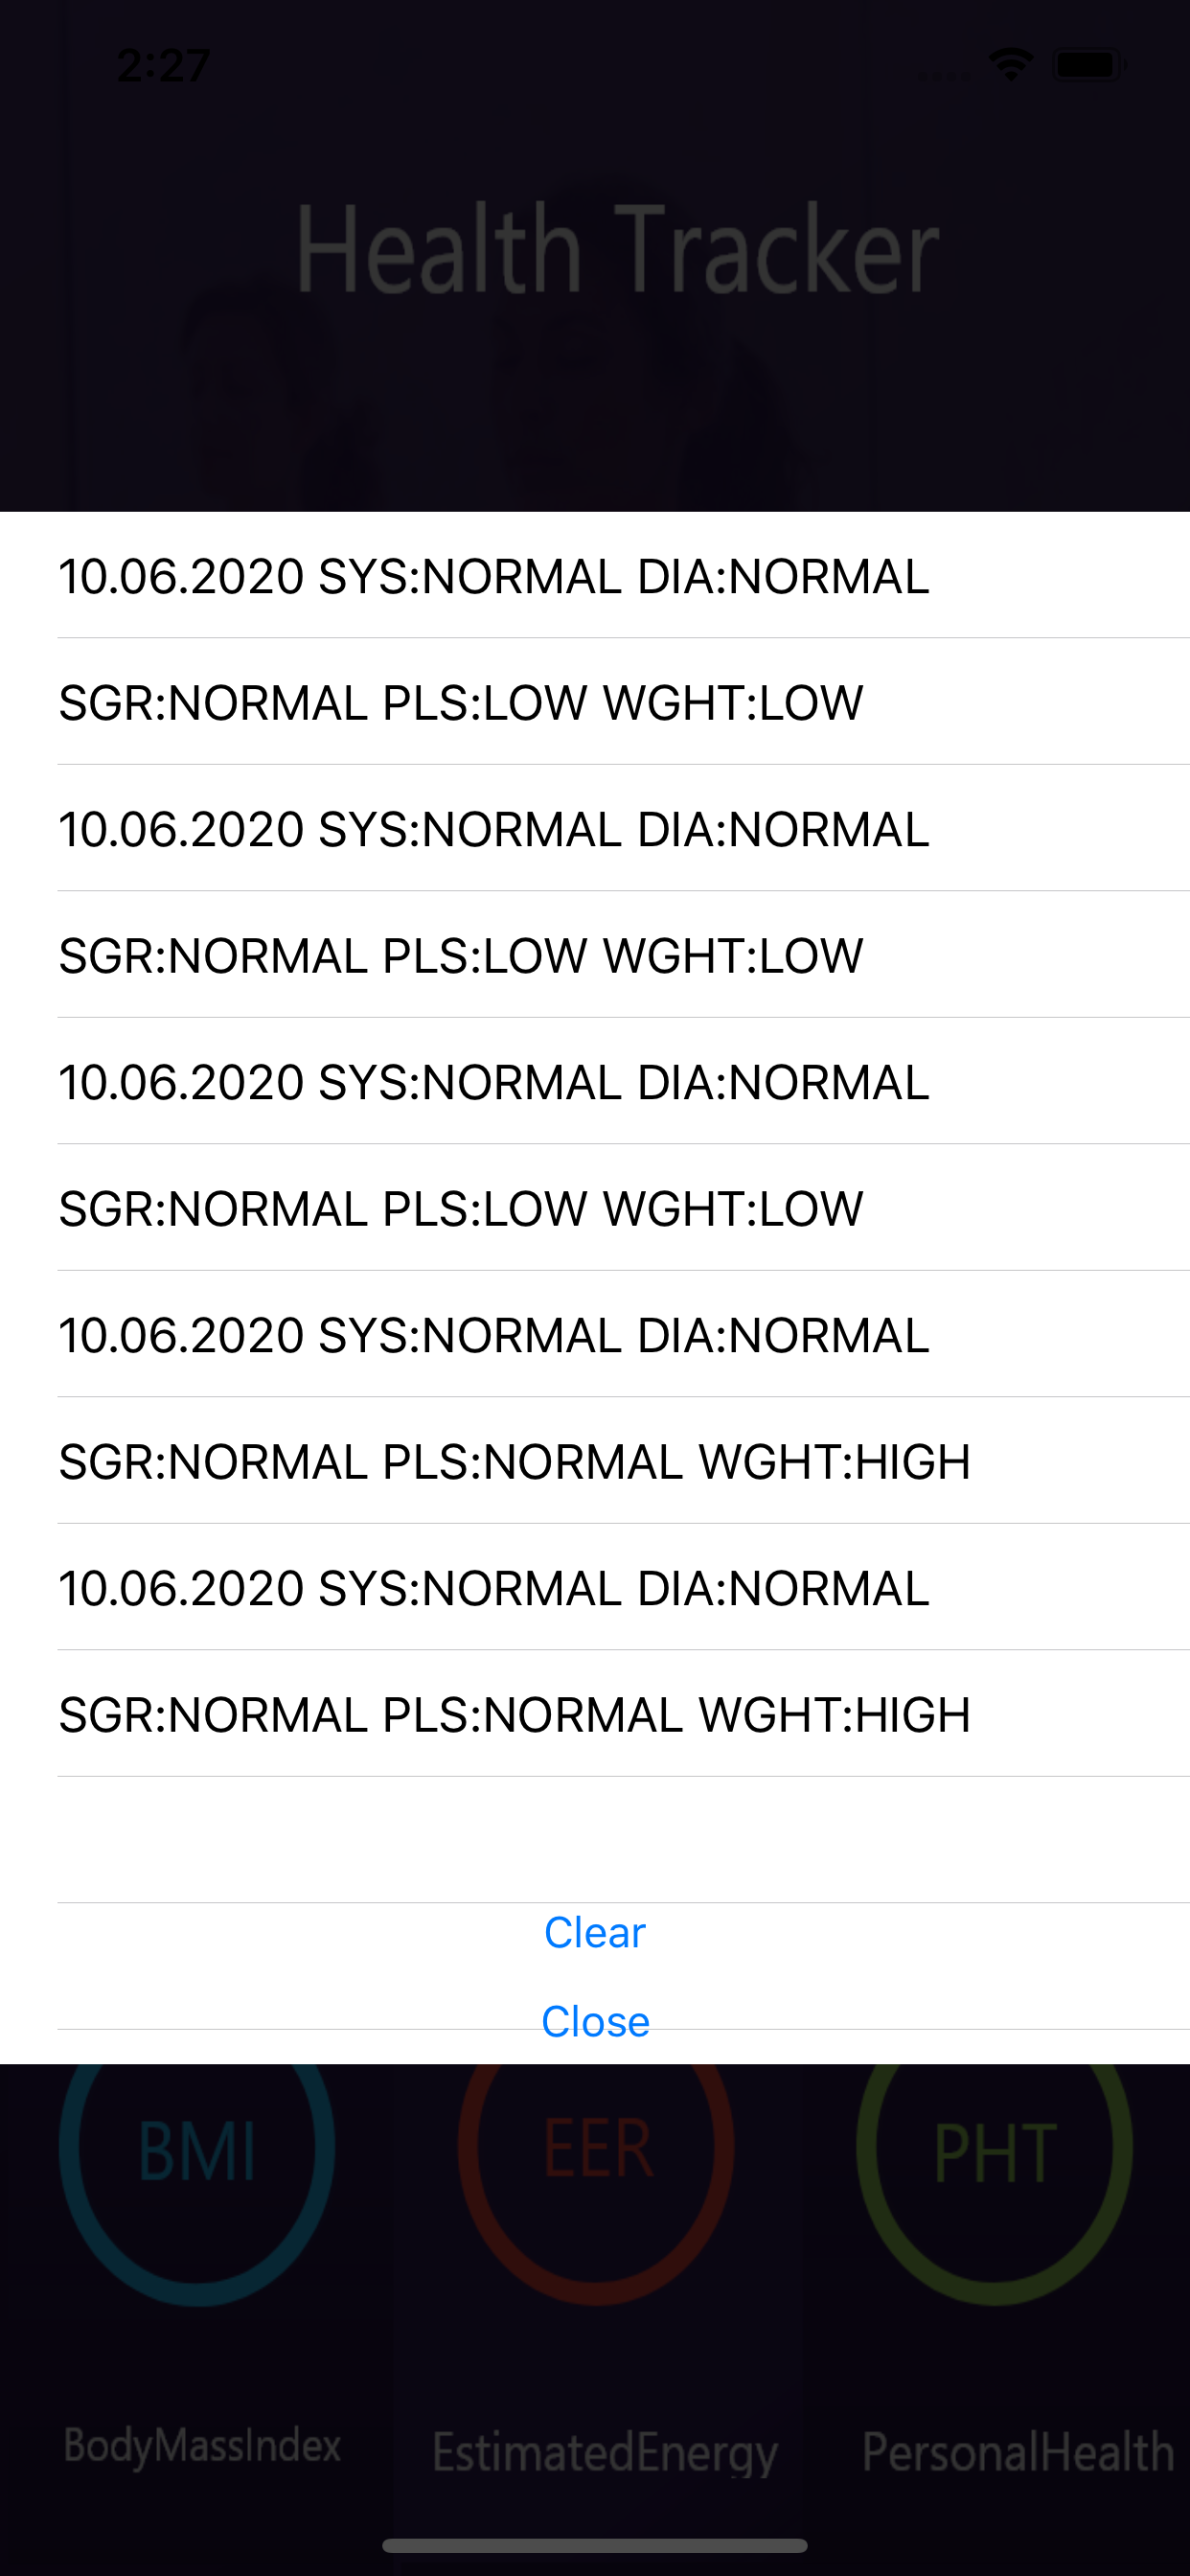 2:27
Health Tracker
10.06.2020 SYS:NORMAL DIA:NORMAL
SGR:NORMAL PLS:LOW WGHT:LOW
10.06.2020 SYS:NORMAL DIA:NORMAL
SGR:NORMAL PLS:LOW WGHT:LOW
10.06.2020 SYS:NORMAL DIA:NORMAL
SGR:NORMAL PLS:LOW WGHT:LOW
10.06.2020 SYS:NORMAL DIA:NORMAL
SGR:NORMAL PLS:NORMAL WGHT:HIGH
10.06.2020 SYS:NORMAL DIA:NORMAL
SGR:NORMAL PLS:NORMAL WGHT:HIGH
Clear
Close
BMI EER PHT
BodyMassIndex EstimatedEnergy PersonalHealth